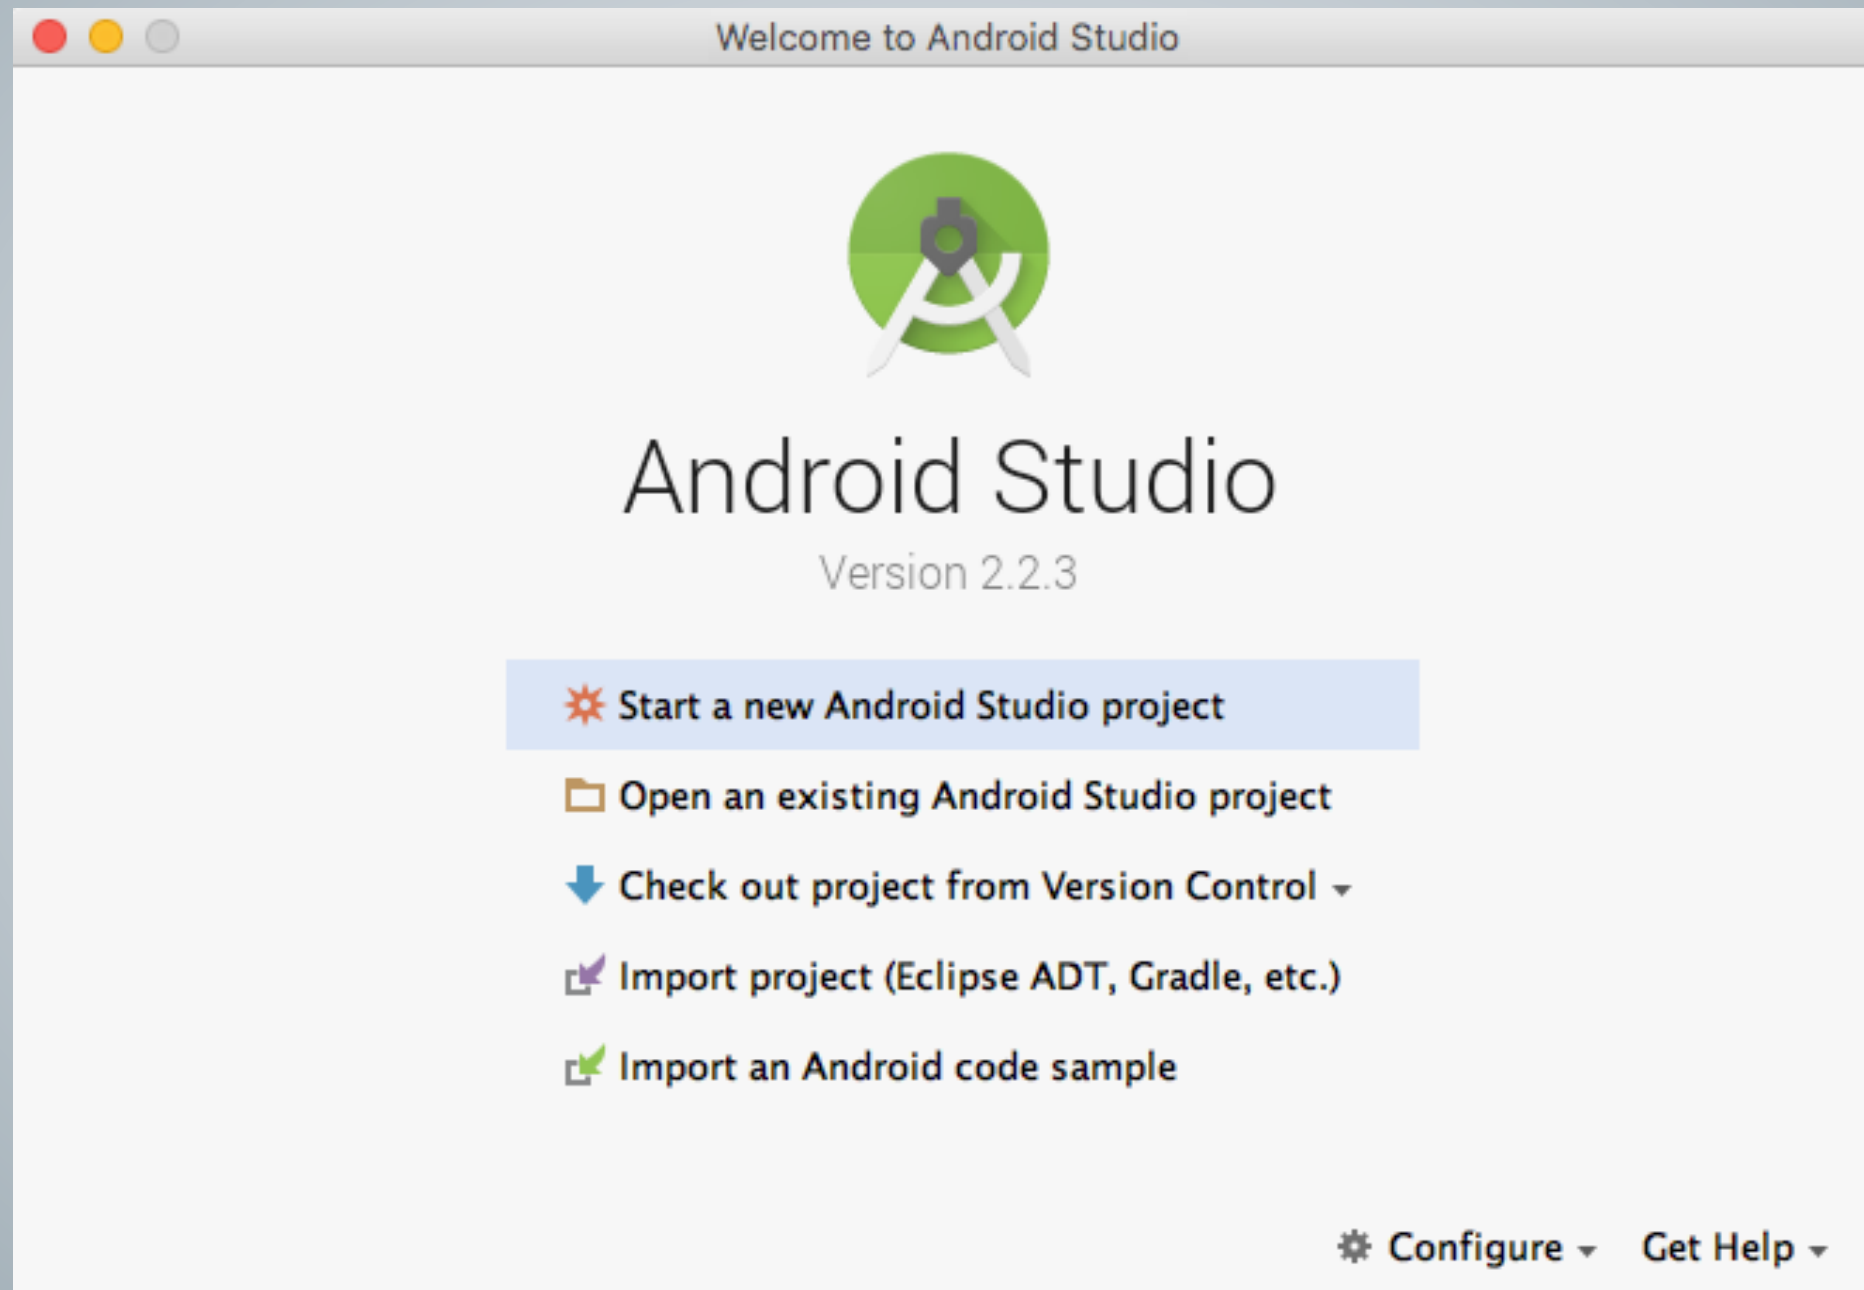 Welcome to Android Studio
Android Studio
Version 2.2.3
Start a new Android Studio project
Open an existing Android Studio project
Check out project from Version Control
Import project (Eclipse ADT, Gradle, etc.)
Import an Android code sample
Configure Get Help